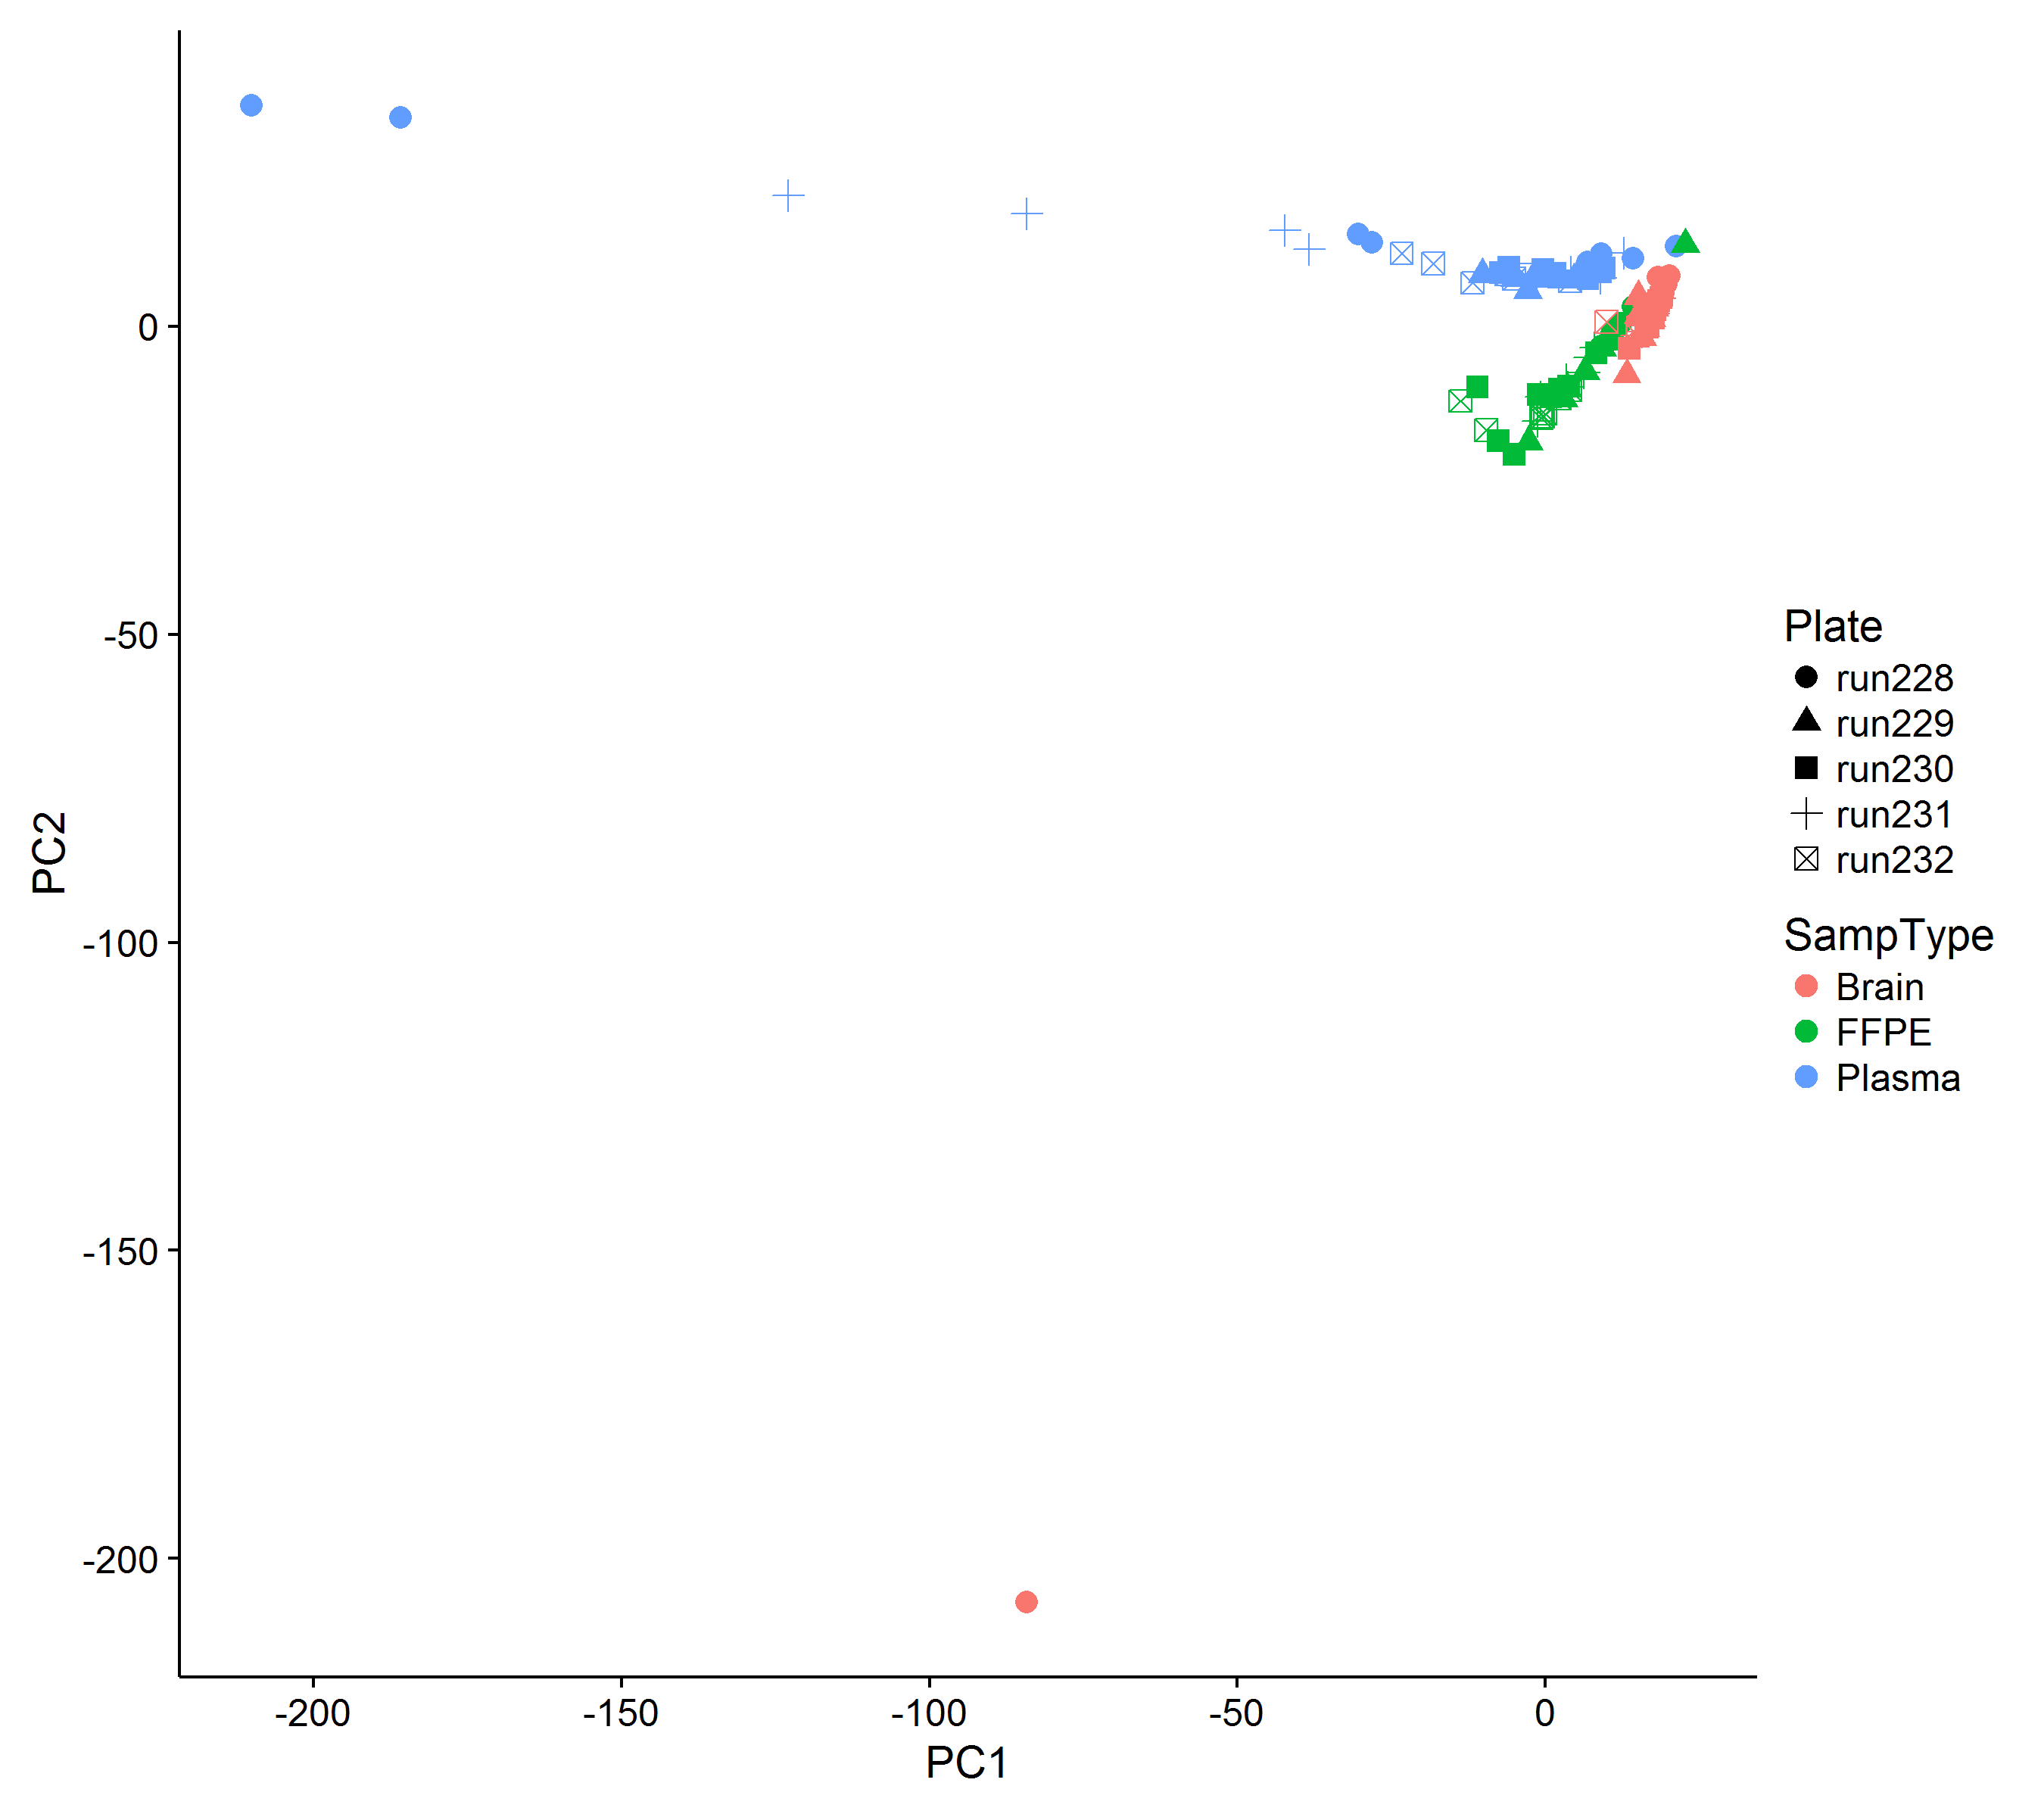 0
-50
-100
-150
-200
PC2
-200 -150 -100 -50 0
PC1
Plate
run228
run229
run230
run231
run232
SampType
Brain
FFPE
Plasma